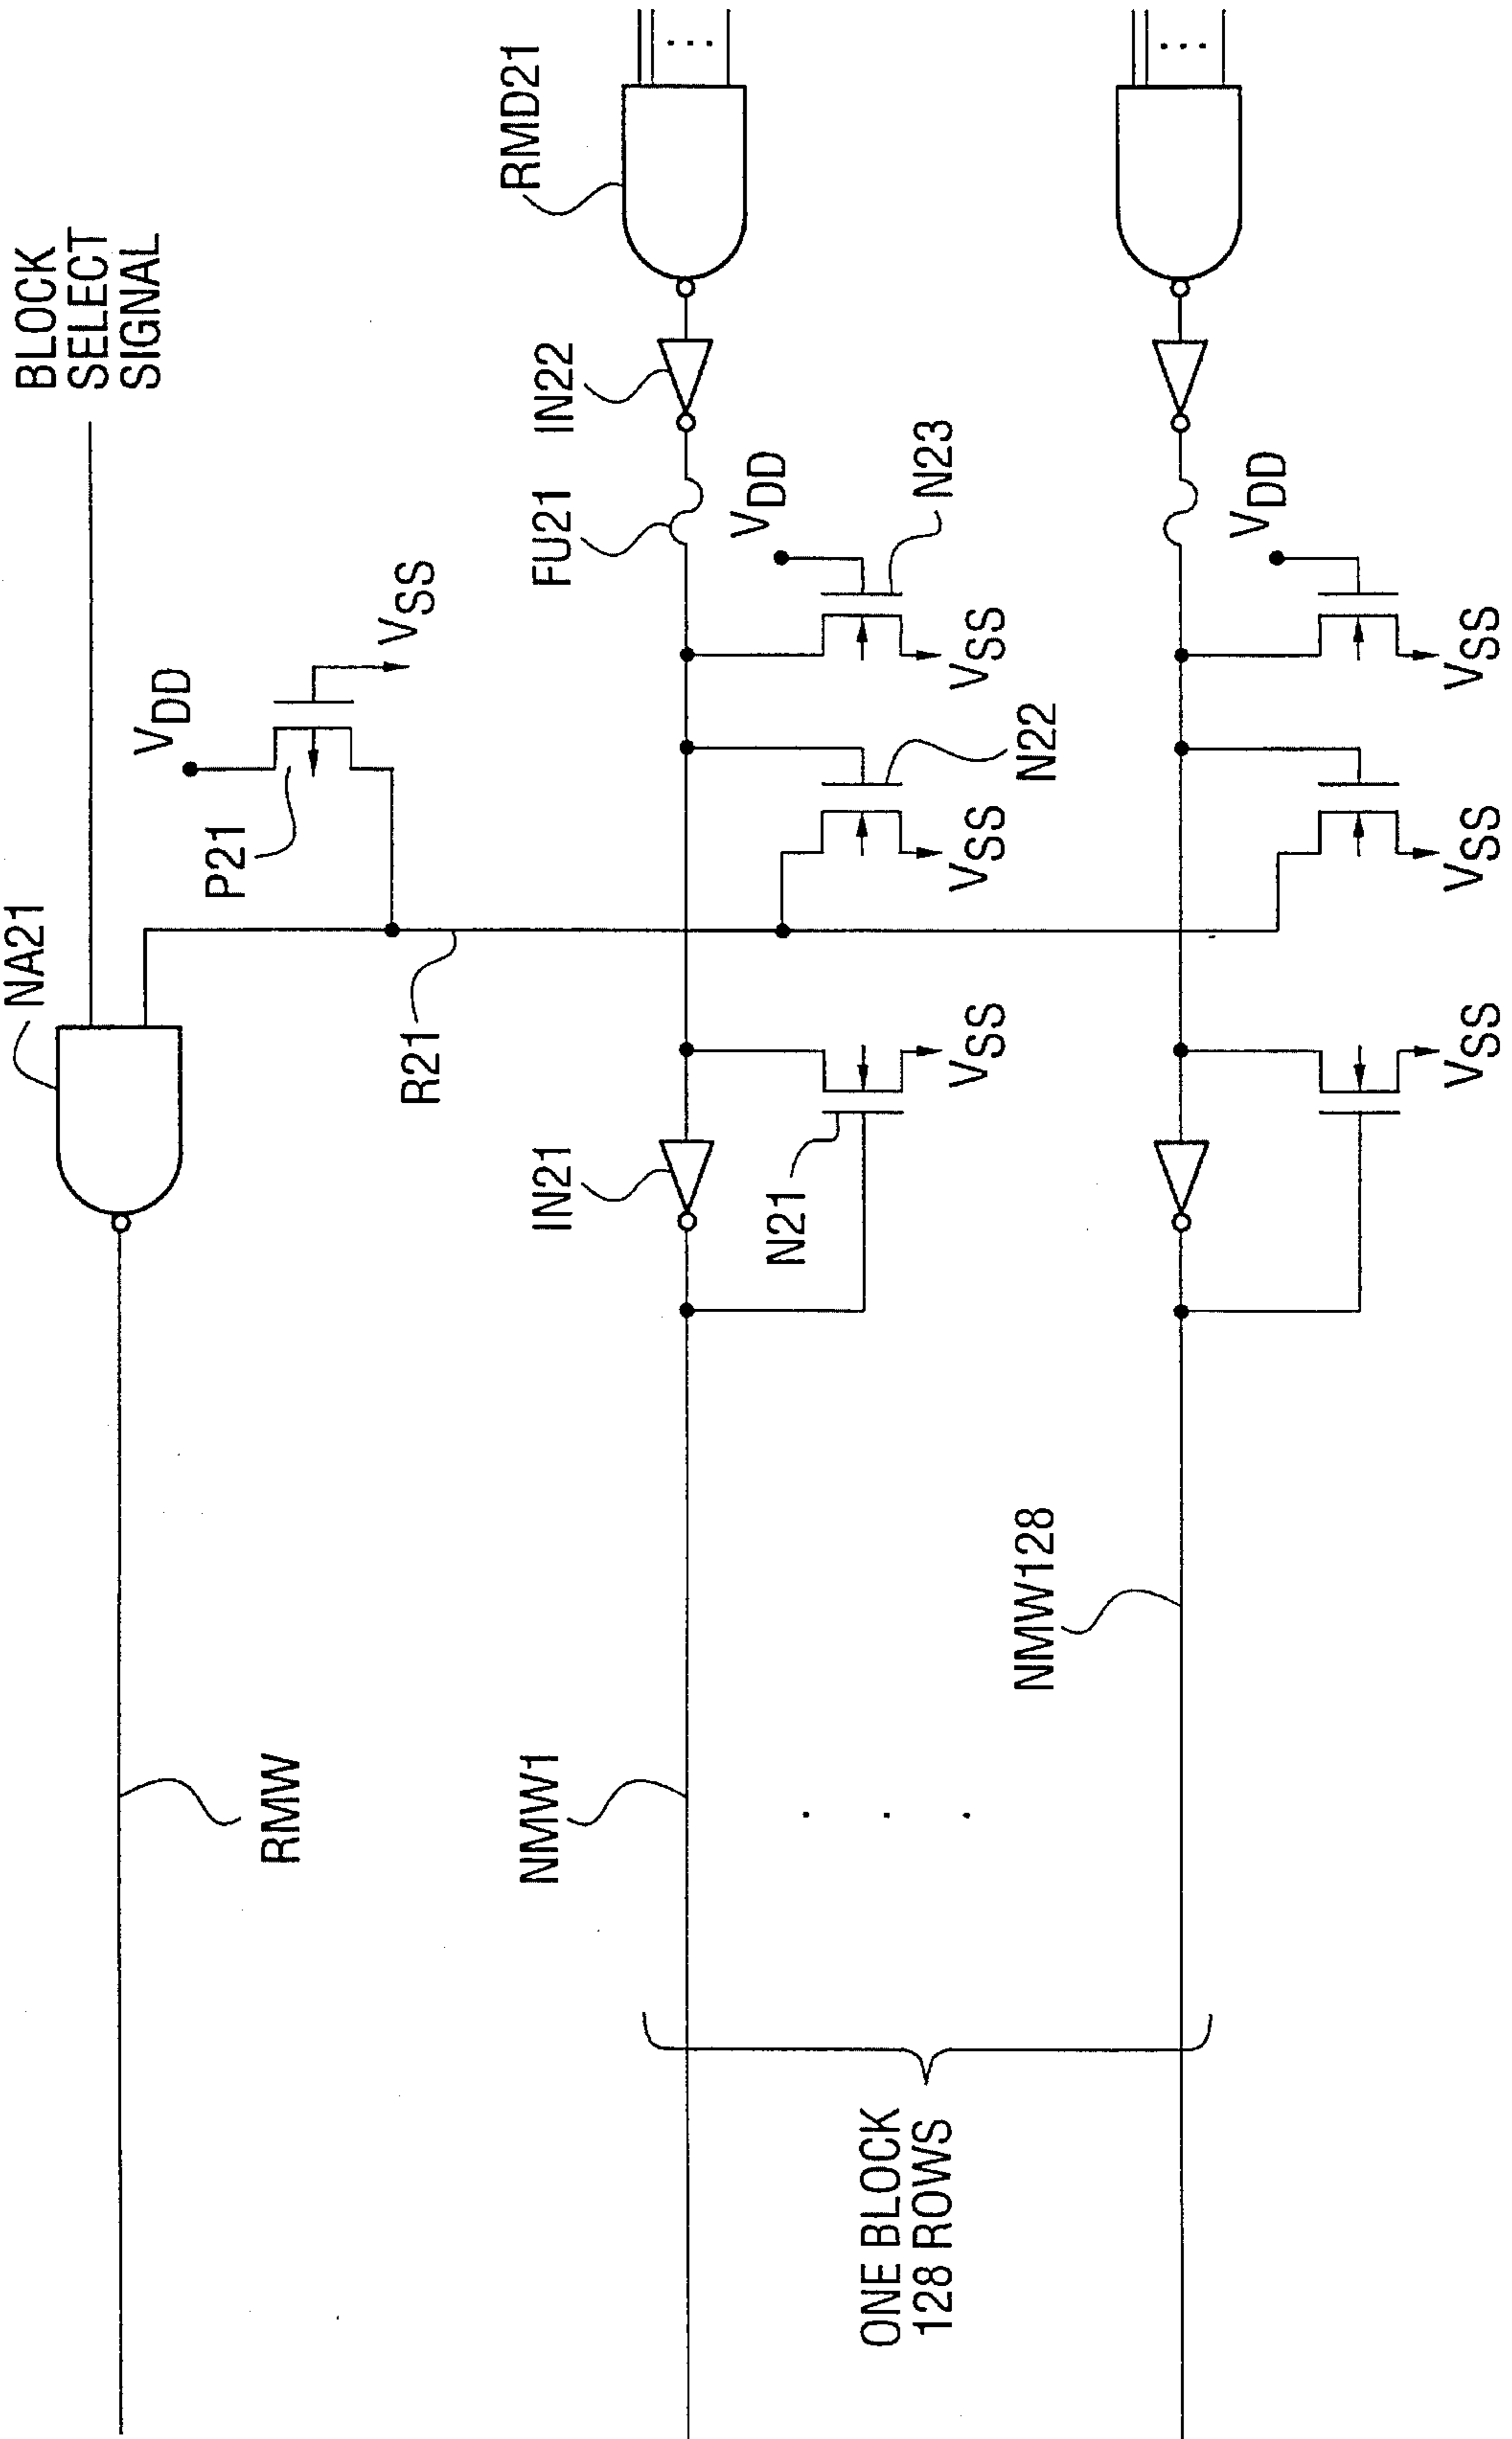 BLOCK
SELECT
SIGNAL
NA21
VDD
VSS
P21
R21
RMW
RMD21
IN22
FU21
VDD
N23
VSS
N22
VSS
VSS
IN21
N21
NMW1
VDD
VSS
VSS
VSS
NMW128
ONE BLOCK
128 ROWS